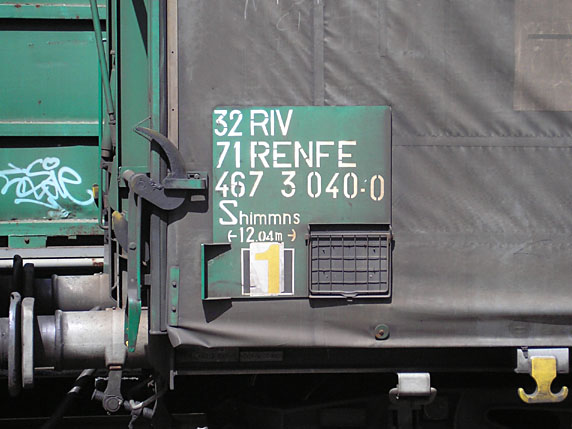 32 RIV
71 RENFE
467 3 040-0
Shimmns
←12.04m→
1